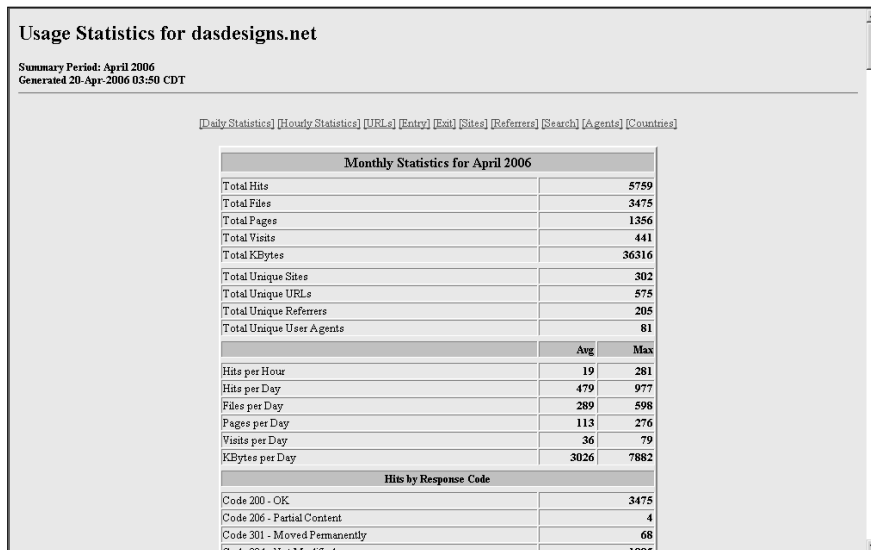 Usage Statistics for dasdesigns.net
Summary Period: April 2006
Generated 20-Apr-2006 03:50 CDT
[Daily Statistics] [Hourly Statistics] [URLs] [Entry] [Exit] [Sites] [Referrers] [Search] [Agents] [Countries]
Monthly Statistics for April 2006
Total Hits 5759
Total Files 3475
Total Pages 1356
Total Visits 441
Total KBytes 36316
Total Unique Sites 302
Total Unique URLs 575
Total Unique Referrers 205
Total Unique User Agents 81
Avg Max
Hits per Hour 19 281
Hits per Day 479 977
Files per Day 289 598
Pages per Day 113 276
Visits per Day 36 79
KBytes per Day 3026 7882
Hits by Response Code
Code 200 - OK 3475
Code 206 - Partial Content 4
Code 301 - Moved Permanently 68